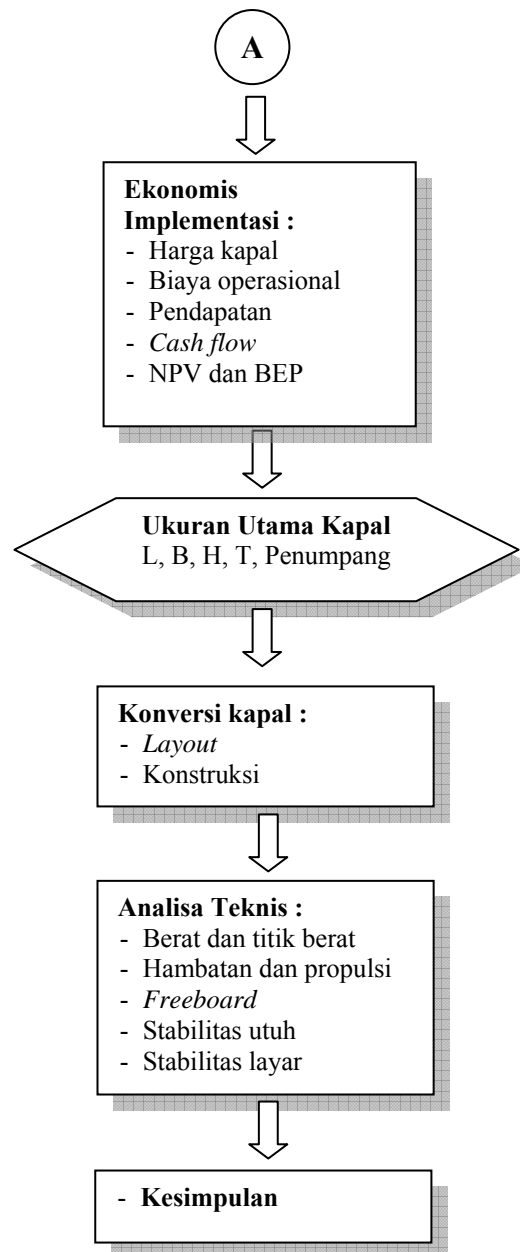 A
Ekonomis
Implementasi :
- Harga kapal
- Biaya operasional
- Pendapatan
- Cash flow
- NPV dan BEP
Ukuran Utama Kapal
L, B, H, T, Penumpang
Konversi kapal :
- Layout
- Konstruksi
Analisa Teknis :
- Berat dan titik berat
- Hambatan dan propulsi
- Freeboard
- Stabilitas utuh
- Stabilitas layar
- Kesimpulan